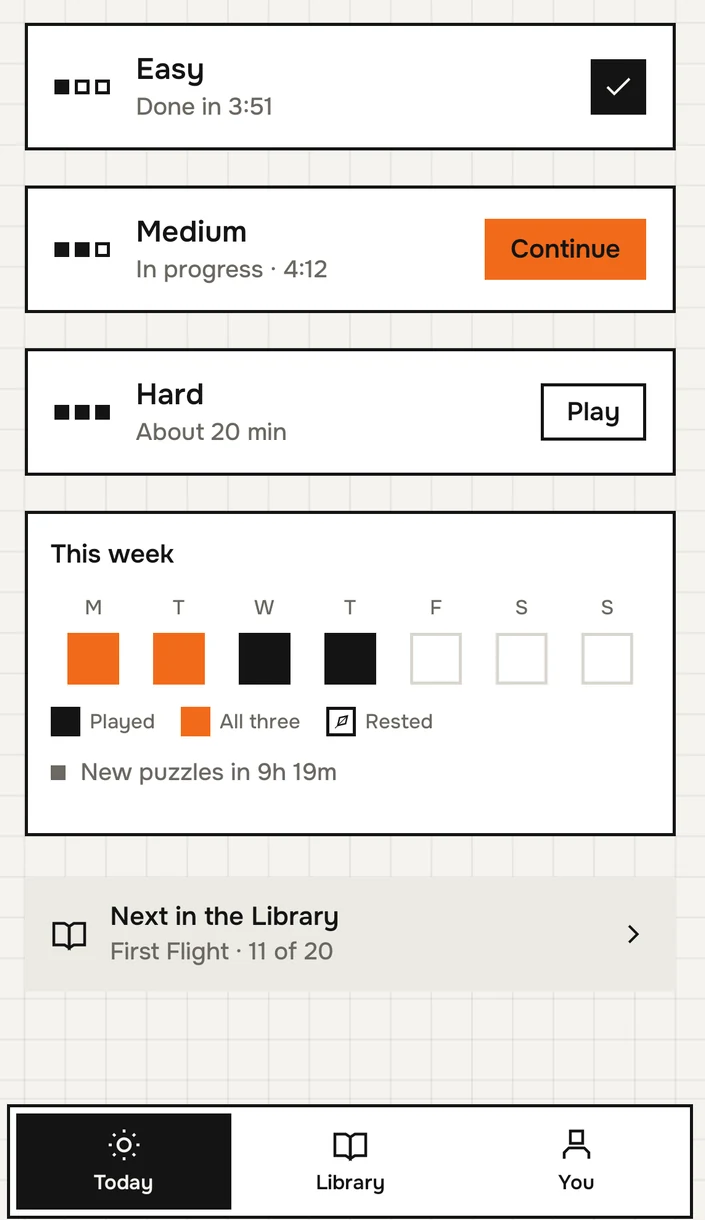 Easy
Done in 3:51
Medium
In progress · 4:12
Continue
Hard
About 20 min
Play
This week
M T W T F S S
Played All three Rested
New puzzles in 9h 19m
Next in the Library
First Flight · 11 of 20
Today Library You